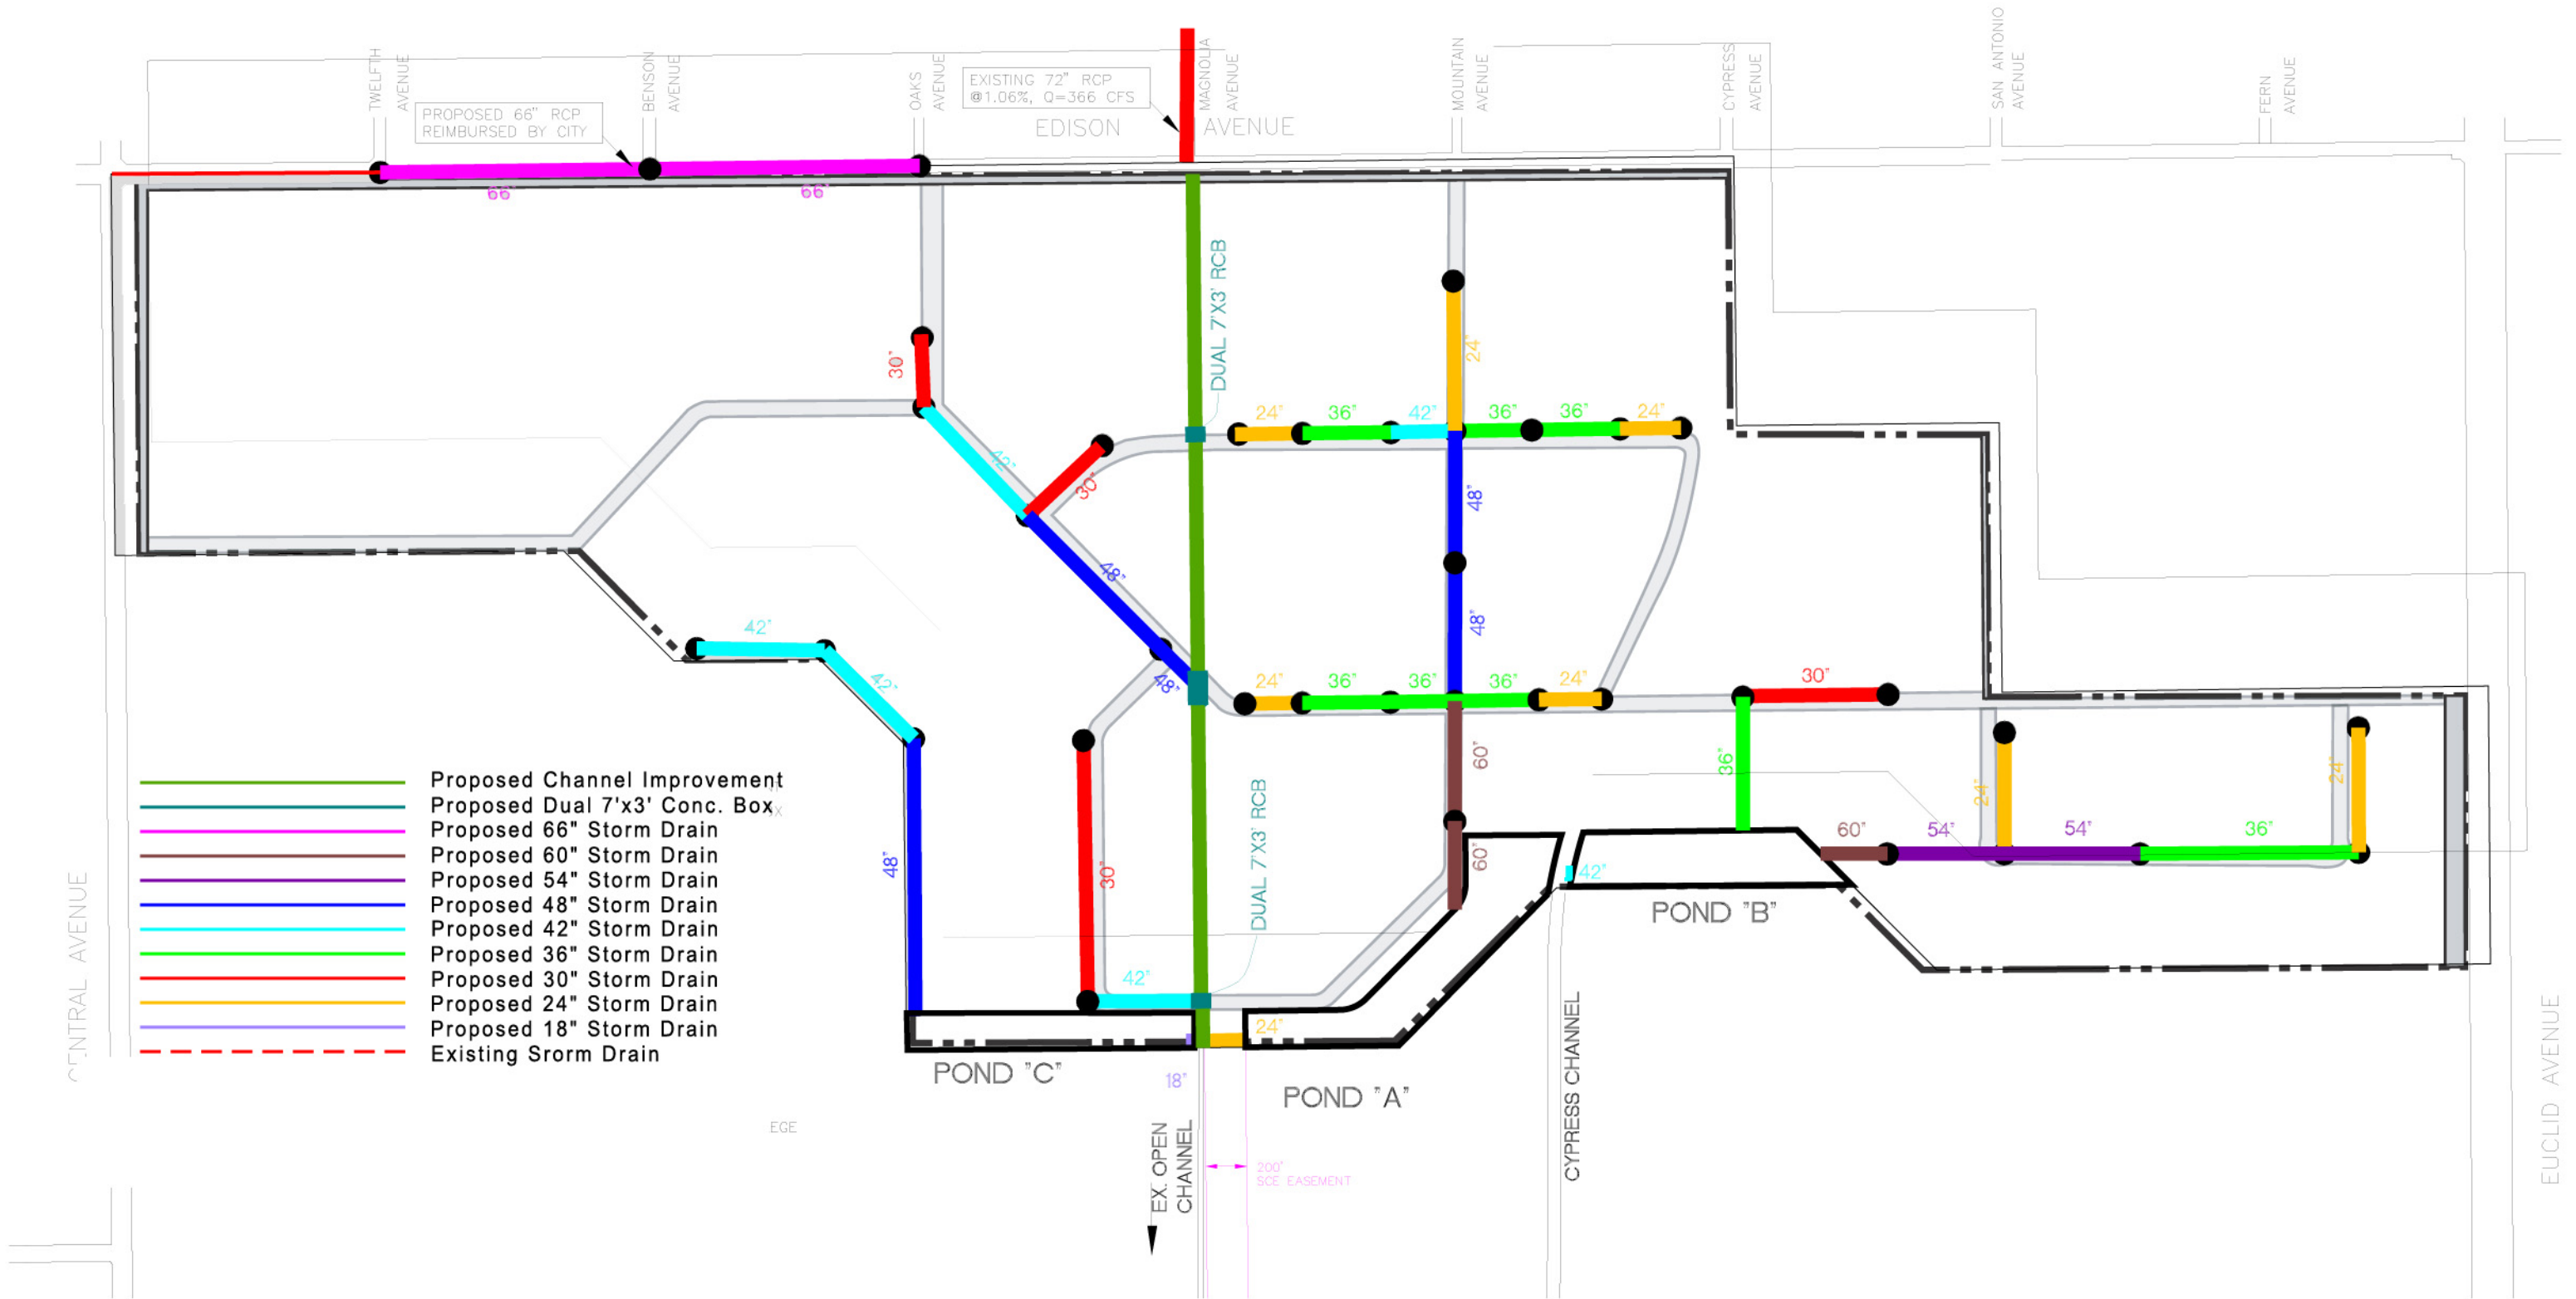 TWELFTH
AVENUE
BENSON
AVENUE
OAKS
AVENUE
MAGNOLIA
AVENUE
MOUNTAIN
AVENUE
CYPRESS
AVENUE
SAN ANTONIO
AVENUE
FERN
AVENUE
EXISTING 72" RCP
@1.06%, Q=366 CFS
PROPOSED 66" RCP
REIMBURSED BY CITY
EDISON AVENUE
66"
66"
DUAL 7'X3' RCB
30"
24"
24"
36"
42"
36"
36"
24"
42"
30"
48"
48"
48"
42"
48"
42"
48"
24"
36"
36"
36"
24"
30"
60"
36"
24"
24"
60"
54"
54"
36"
60"
42"
48"
30"
DUAL 7'X3' RCB
42"
24"
18"
POND "B"
POND "C"
POND "A"
Proposed Channel Improvement
Proposed Dual 7'x3' Conc. Box
Proposed 66" Storm Drain
Proposed 60" Storm Drain
Proposed 54" Storm Drain
Proposed 48" Storm Drain
Proposed 42" Storm Drain
Proposed 36" Storm Drain
Proposed 30" Storm Drain
Proposed 24" Storm Drain
Proposed 18" Storm Drain
Existing Srorm Drain
EGE
EX. OPEN
CHANNEL
200'
SCE EASEMENT
CYPRESS CHANNEL
AVENUE
EUCLID AVENUE